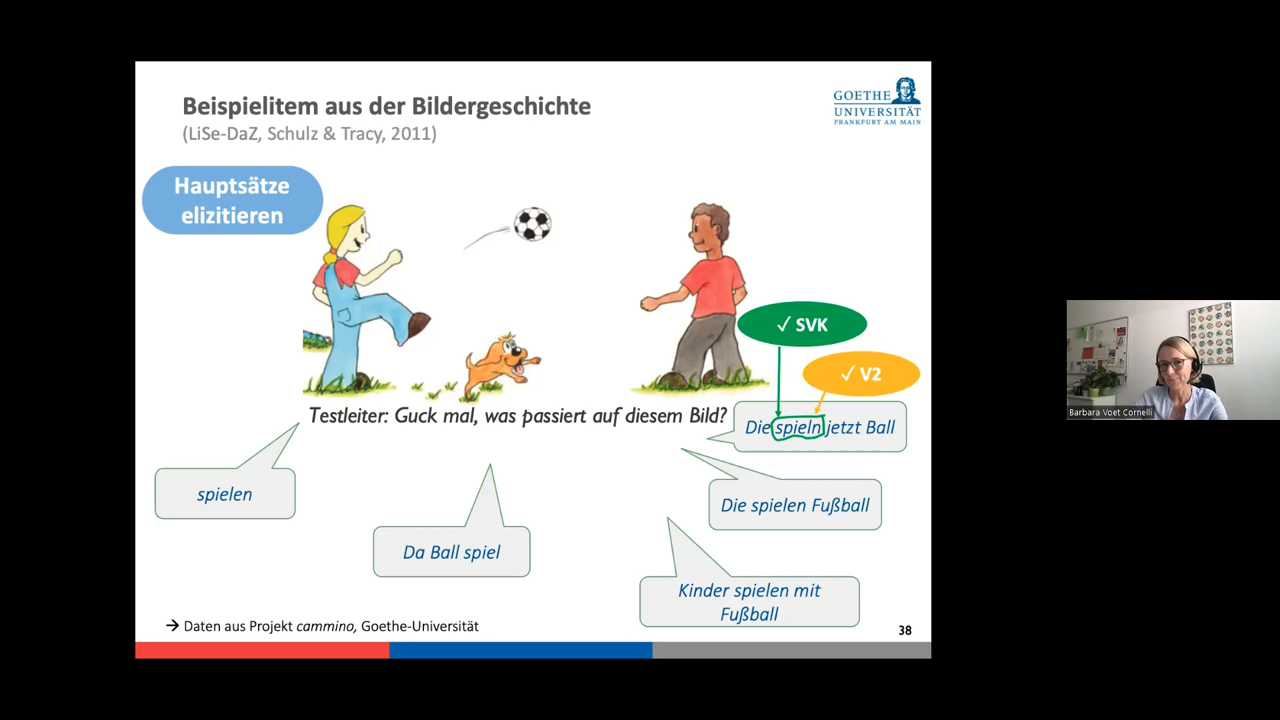 Beispielitem aus der Bildergeschichte
(LiSe-DaZ, Schulz & Tracy, 2011)
GOETHE
UNIVERSITÄT
FRANKFURT AM MAIN
Hauptsätze
elizitieren
✓ SVK
✓ V2
Testleiter: Guck mal, was passiert auf diesem Bild?
Die spieln jetzt Ball
spielen
Die spielen Fußball
Da Ball spiel
Kinder spielen mit
Fußball
→ Daten aus Projekt cammino, Goethe-Universität
38
Barbara Voet Cornelli